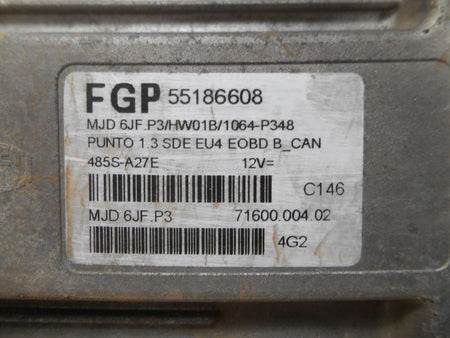 FGP 55186608
MJD 6JF.P3/HW01B/1064-P348
PUNTO 1.3 SDE EU4 EOBD B_CAN
485S-A27E 12V=
C146
MJD 6JF.P3 71600.004.02
4G2